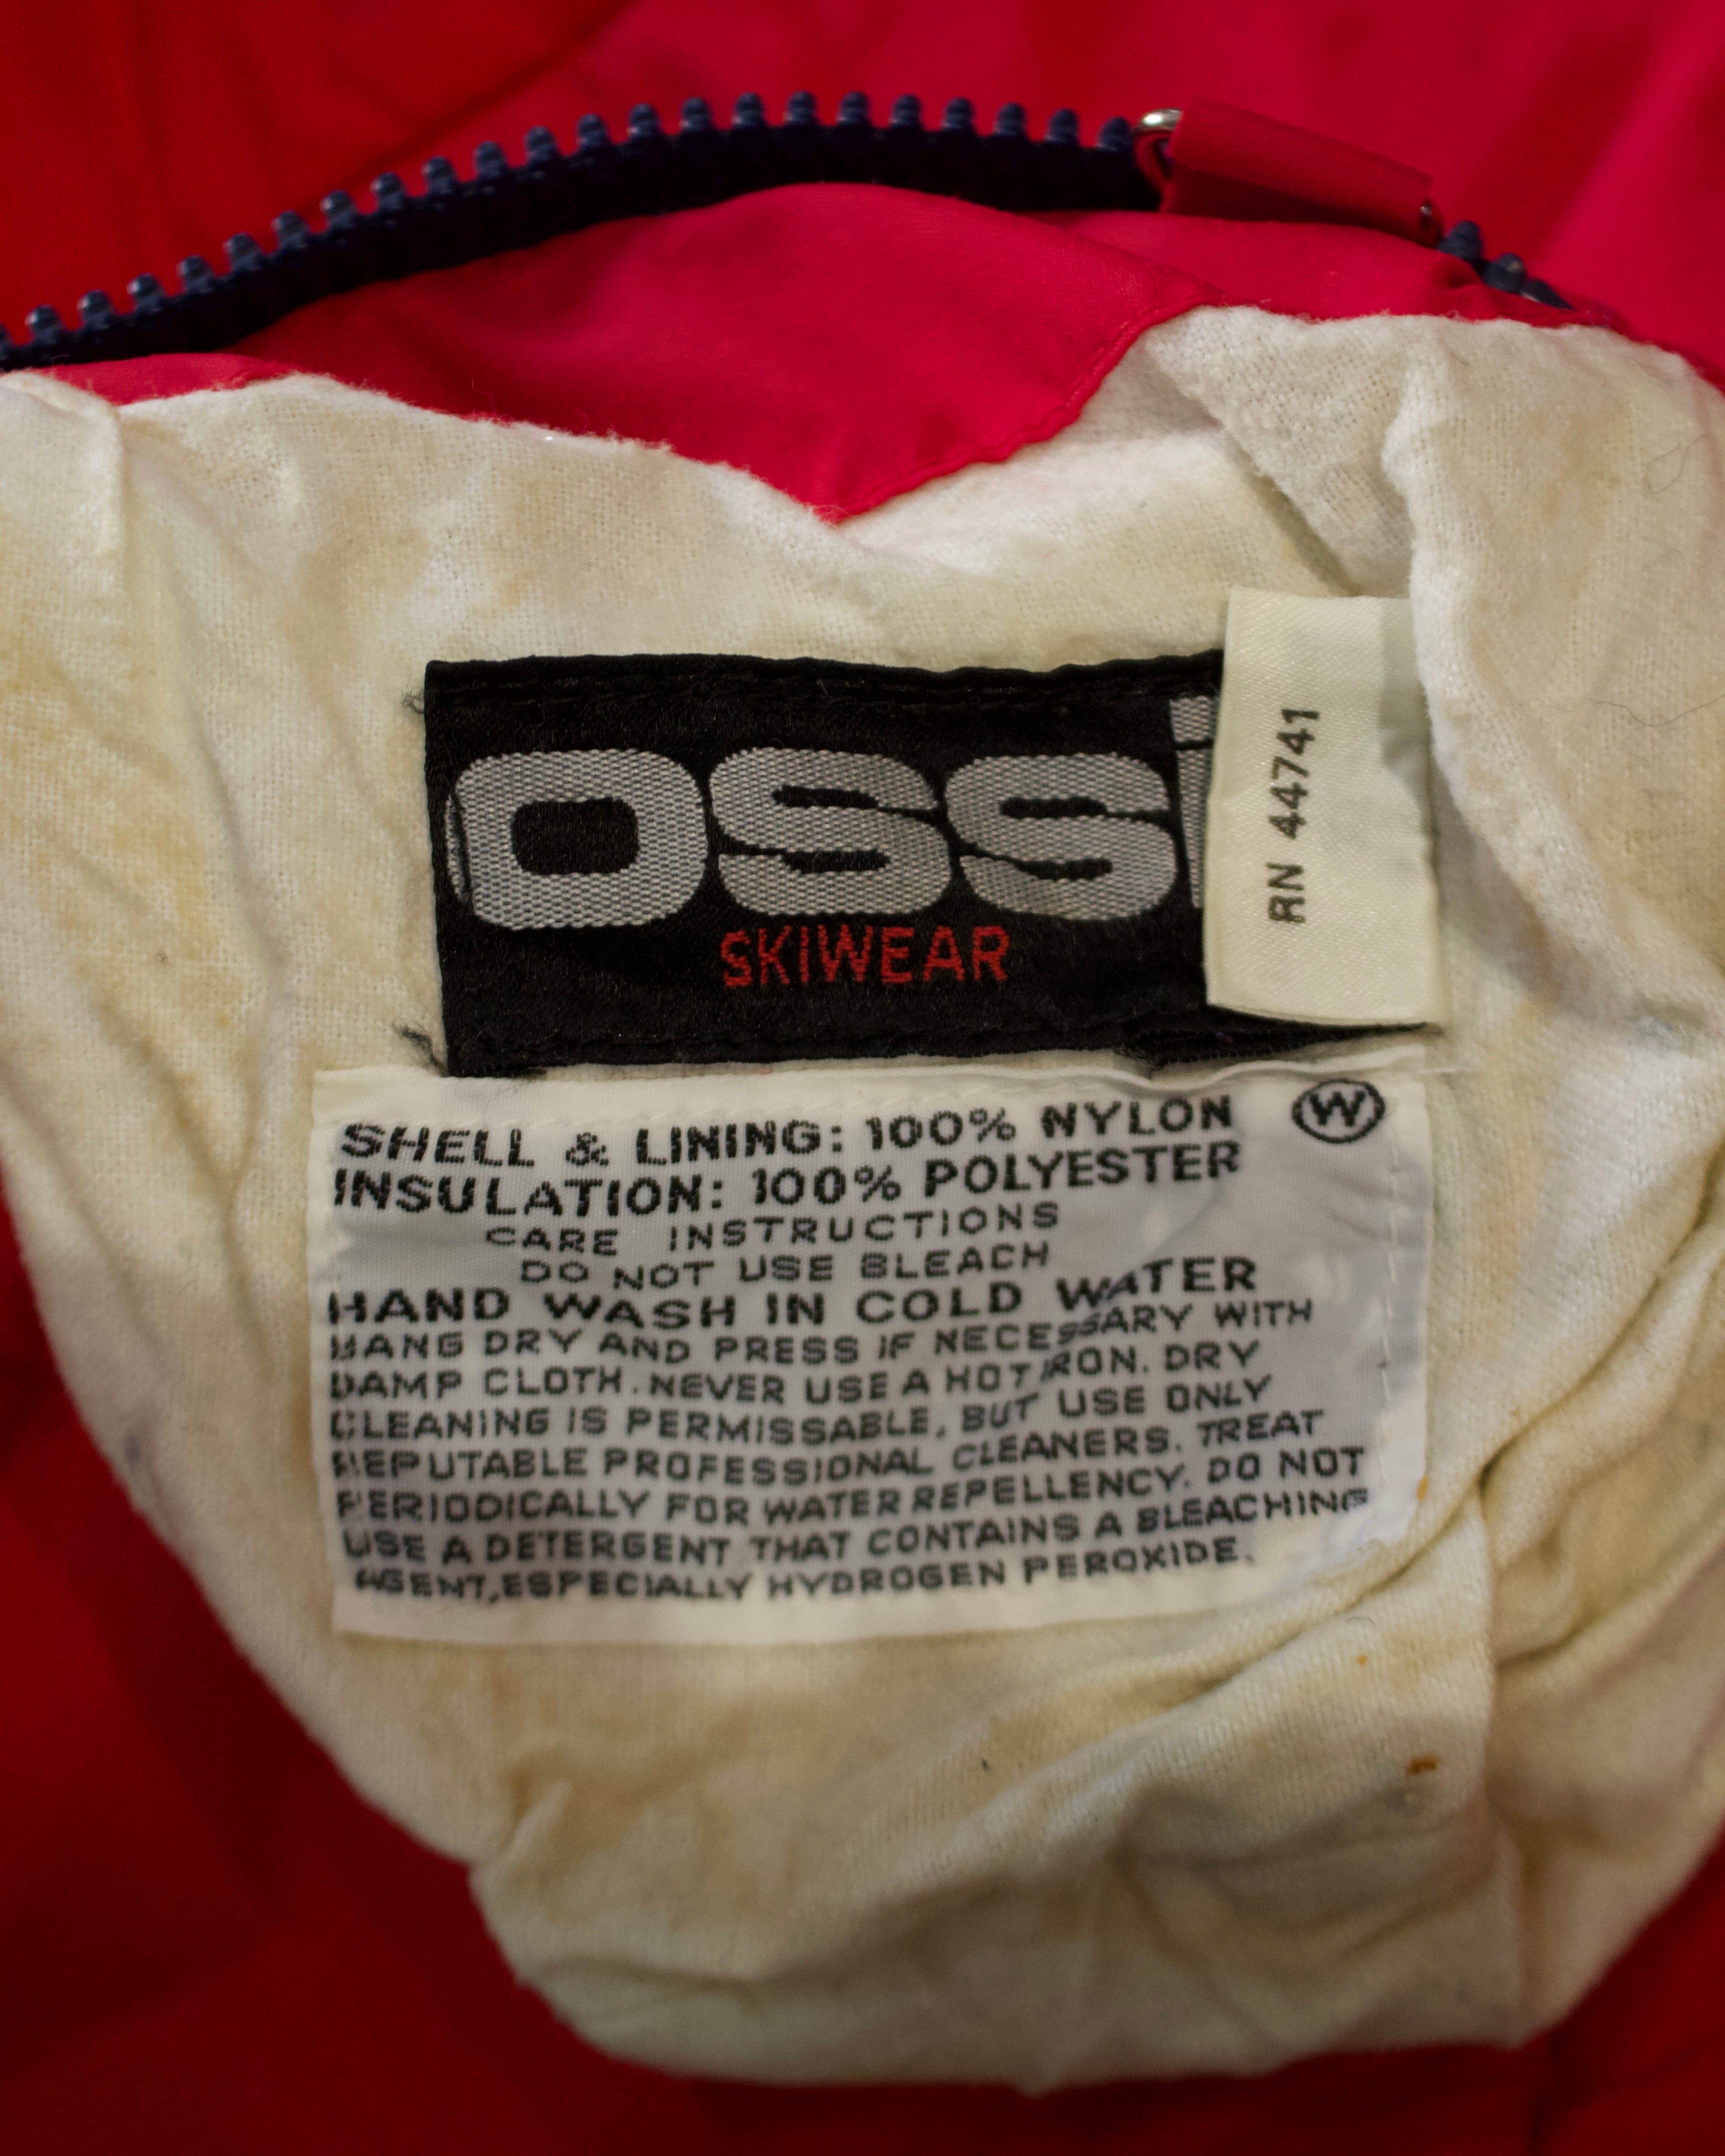 OSSi
SKIWEAR
RN 44741
SHELL & LINING: 100% NYLON W
INSULATION: 100% POLYESTER
CARE INSTRUCTIONS
DO NOT USE BLEACH
HAND WASH IN COLD WATER
HANG DRY AND PRESS IF NECESSARY WITH
DAMP CLOTH. NEVER USE A HOT IRON. DRY
CLEANING IS PERMISSABLE, BUT USE ONLY
REPUTABLE PROFESSIONAL CLEANERS. TREAT
PERIODICALLY FOR WATER REPELLENCY. DO NOT
USE A DETERGENT THAT CONTAINS A BLEACHING
AGENT, ESPECIALLY HYDROGEN PEROXIDE.